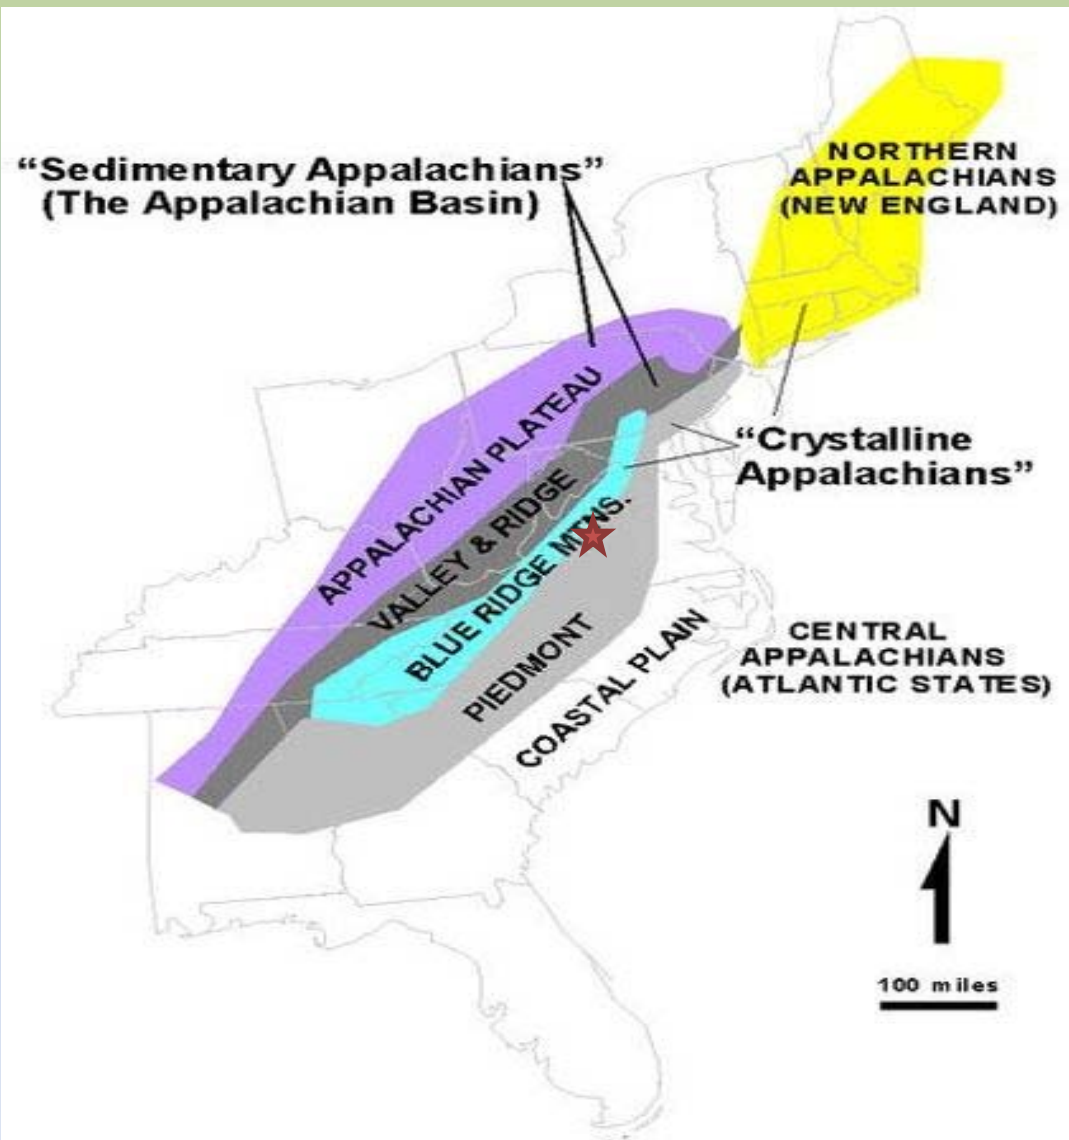 “Sedimentary Appalachians”
(The Appalachian Basin)
NORTHERN
APPALACHIANS
(NEW ENGLAND)
APPALACHIAN PLATEAU
VALLEY & RIDGE
BLUE RIDGE MTNS.
PIEDMONT
COASTAL PLAIN
“Crystalline
Appalachians”
CENTRAL
APPALACHIANS
(ATLANTIC STATES)
N
100 miles